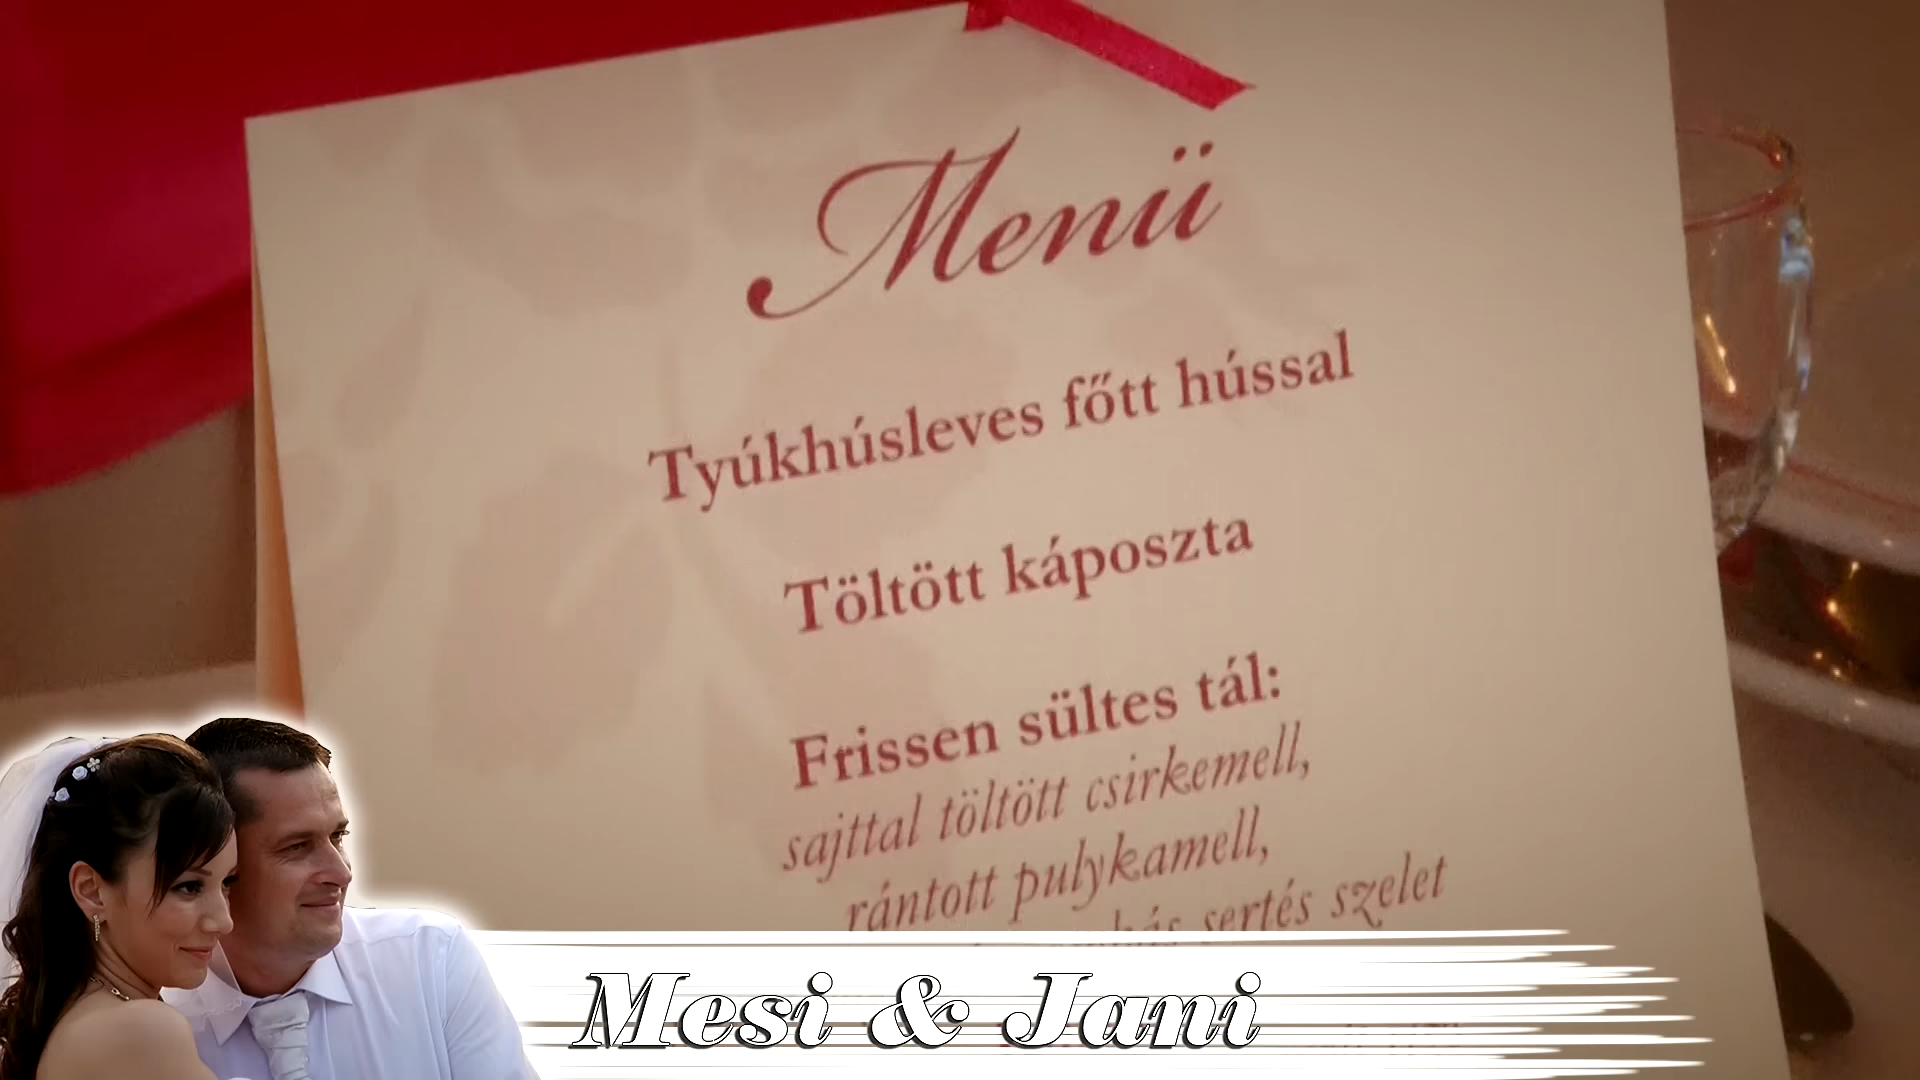 Menü
Tyúkhúsleves főtt hússal
Töltött káposzta
Frissen sültes tál:
sajttal töltött csirkemell,
rántott pulykamell,
sertés szelet
Mesi & Jani